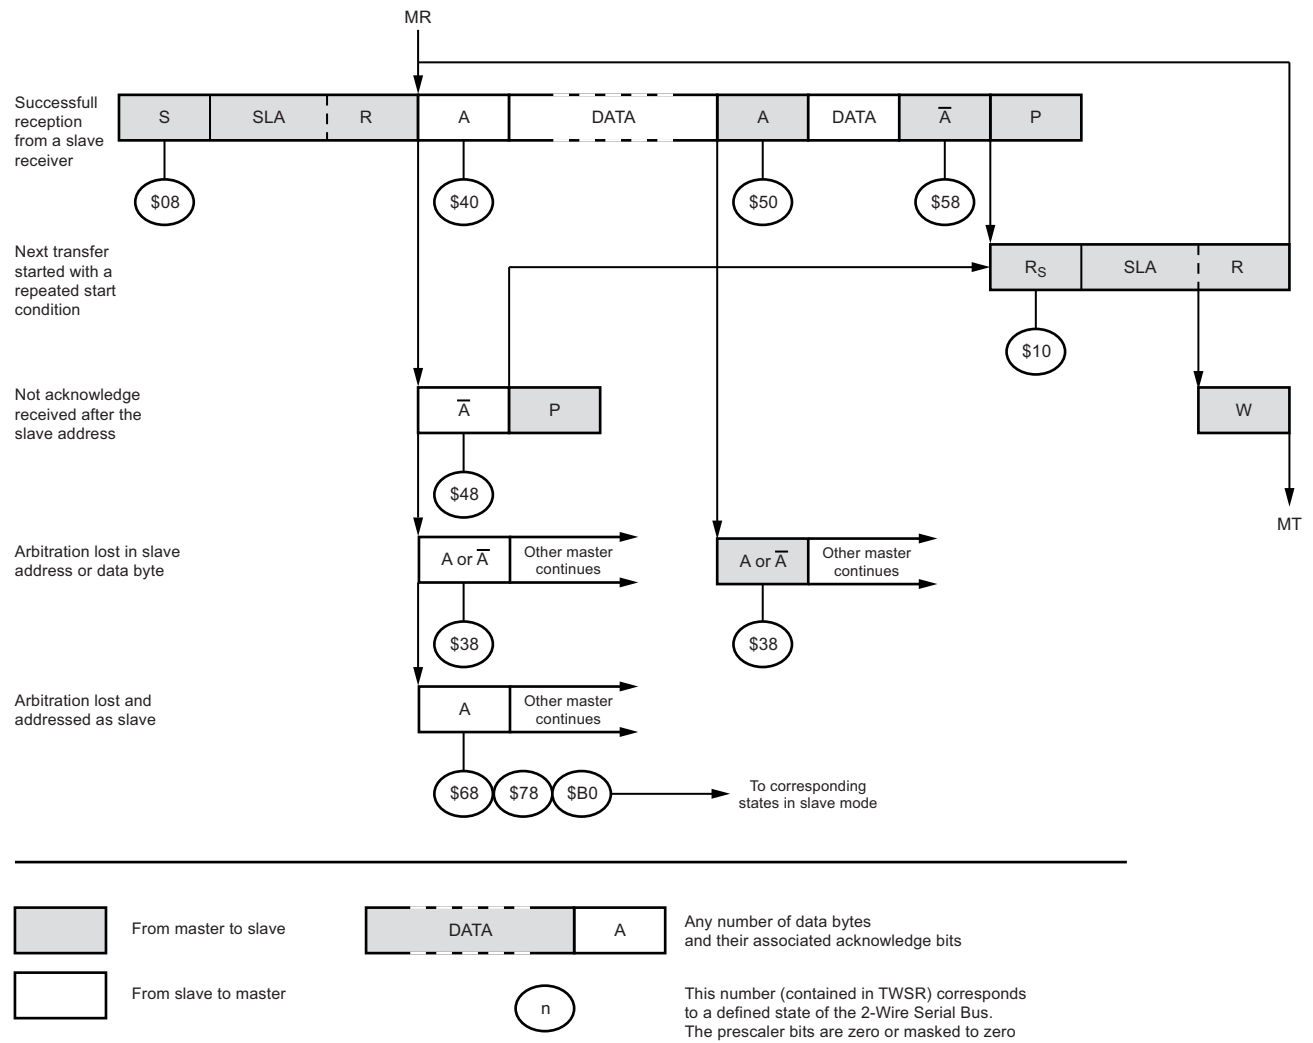 MR
Successfull
reception
from a slave
receiver
S SLA R A DATA A DATA A̅ P
$08 $40 $50 $58
Next transfer
started with a
repeated start
condition
RS SLA R
$10
Not acknowledge
received after the
slave address
A̅ P
W
$48
MT
Arbitration lost in slave
address or data byte
A or A̅
Other master
continues
A or A̅
Other master
continues
$38 $38
Arbitration lost and
addressed as slave
A
Other master
continues
$68 $78 $B0
To corresponding
states in slave mode
From master to slave
DATA A
Any number of data bytes
and their associated acknowledge bits
From slave to master
n
This number (contained in TWSR) corresponds
to a defined state of the 2-Wire Serial Bus.
The prescaler bits are zero or masked to zero